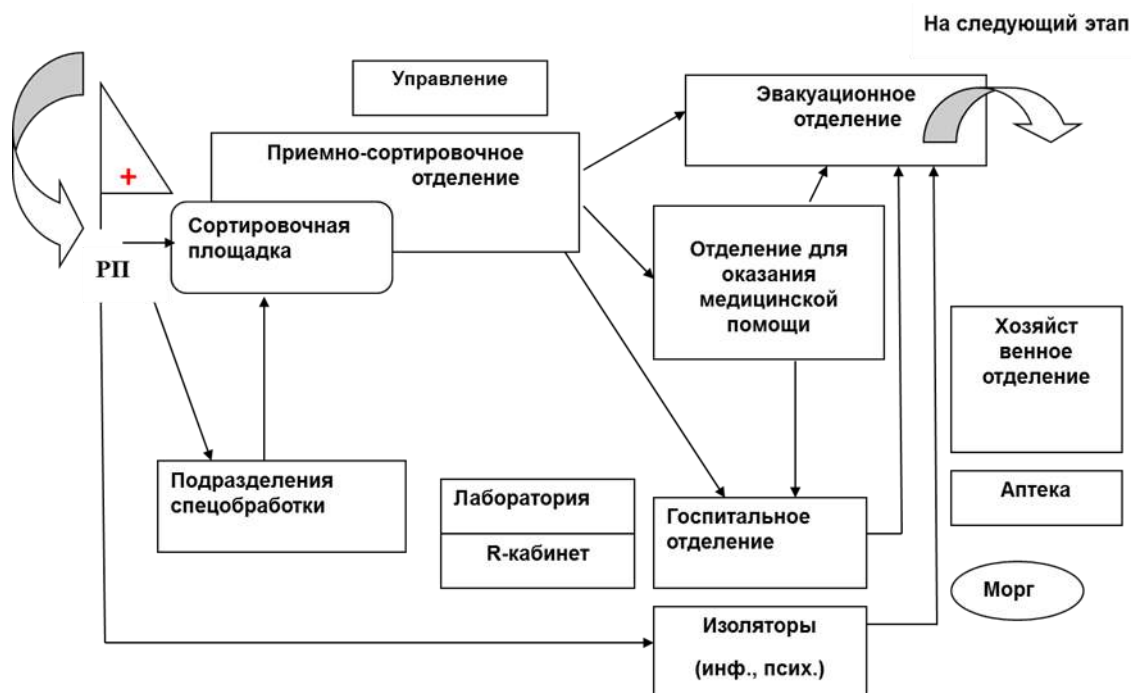 На следующий этап
Управление
Эвакуационное
отделение
Приемно-сортировочное
отделение
+
Сортировочная
площадка
РП
Отделение для
оказания
медицинской
помощи
Хозяйст
венное
отделение
Подразделения
спецобработки
Лаборатория
R-кабинет
Госпитальное
отделение
Аптека
Морг
Изоляторы
(инф., псих.)